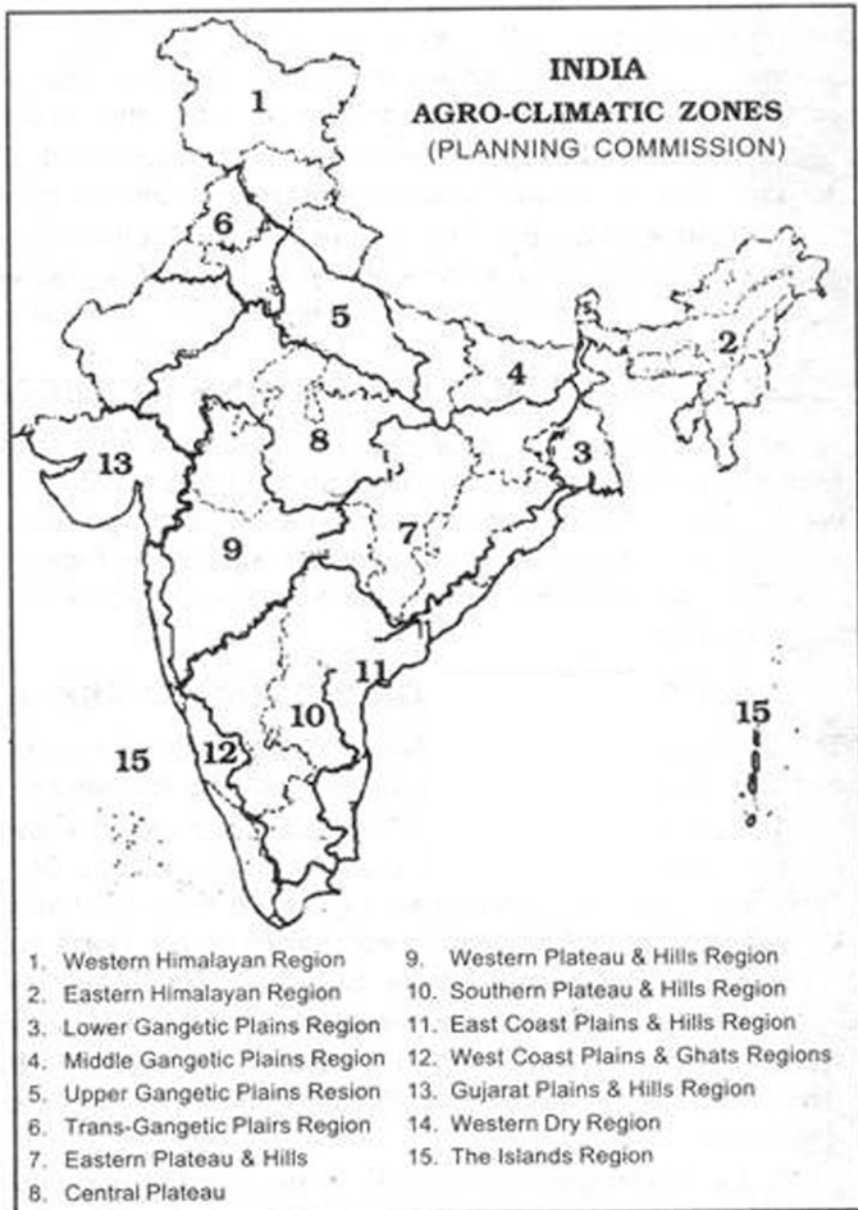 INDIA
AGRO-CLIMATIC ZONES
(PLANNING COMMISSION)
1
6
5
2
4
8
3
13
9
7
11
10
15
12
15
1. Western Himalayan Region
2. Eastern Himalayan Region
3. Lower Gangetic Plains Region
4. Middle Gangetic Plains Region
5. Upper Gangetic Plains Resion
6. Trans-Gangetic Plairs Region
7. Eastern Plateau & Hills
8. Central Plateau
9. Western Plateau & Hills Region
10. Southern Plateau & Hills Region
11. East Coast Plains & Hills Region
12. West Coast Plains & Ghats Regions
13. Gujarat Plains & Hills Region
14. Western Dry Region
15. The Islands Region